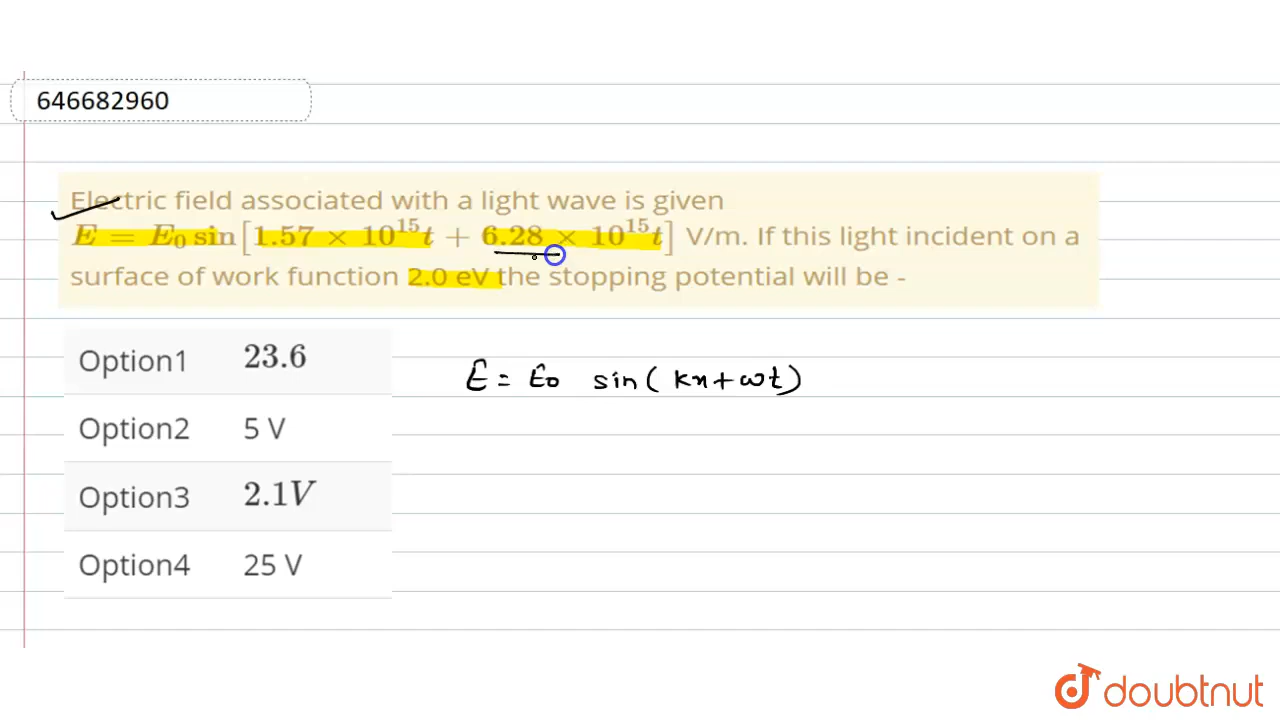 646682960
Electric field associated with a light wave is given
E = E₀ sin[1.57 × 10¹⁵t + 6.28 × 10¹⁵t] V/m. If this light incident on a
surface of work function 2.0 eV the stopping potential will be -
Option1 23.6
E = E₀ sin( kx + ωt)
Option2 5 V
Option3 2.1V
Option4 25 V
doubtnut